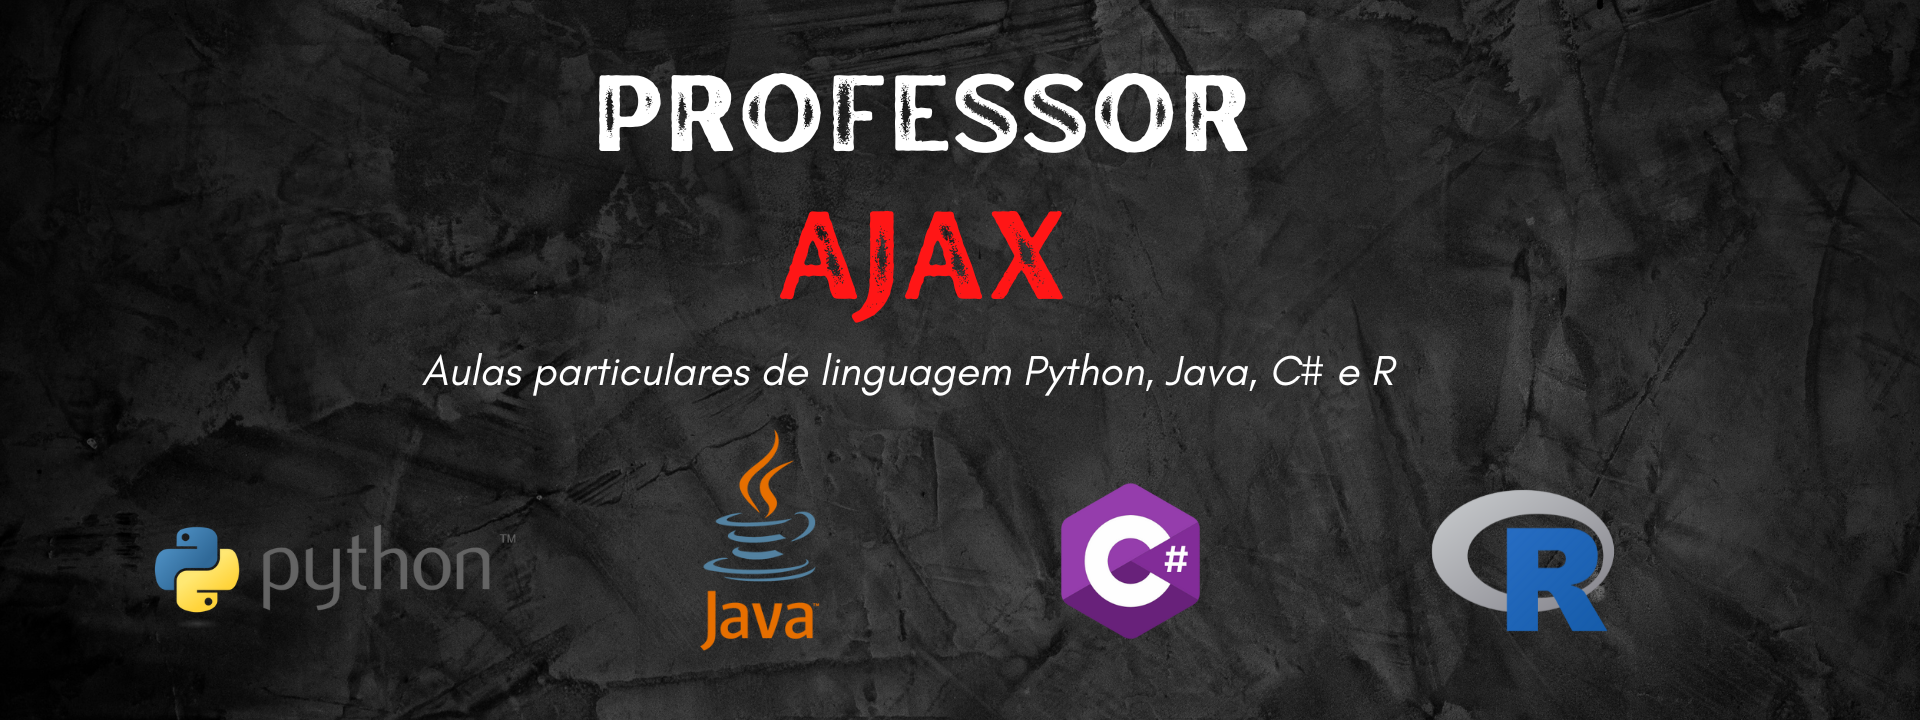 PROFESSOR
AJAX
Aulas particulares de linguagem Python, Java, C# e R
python™
Java™
C#
R